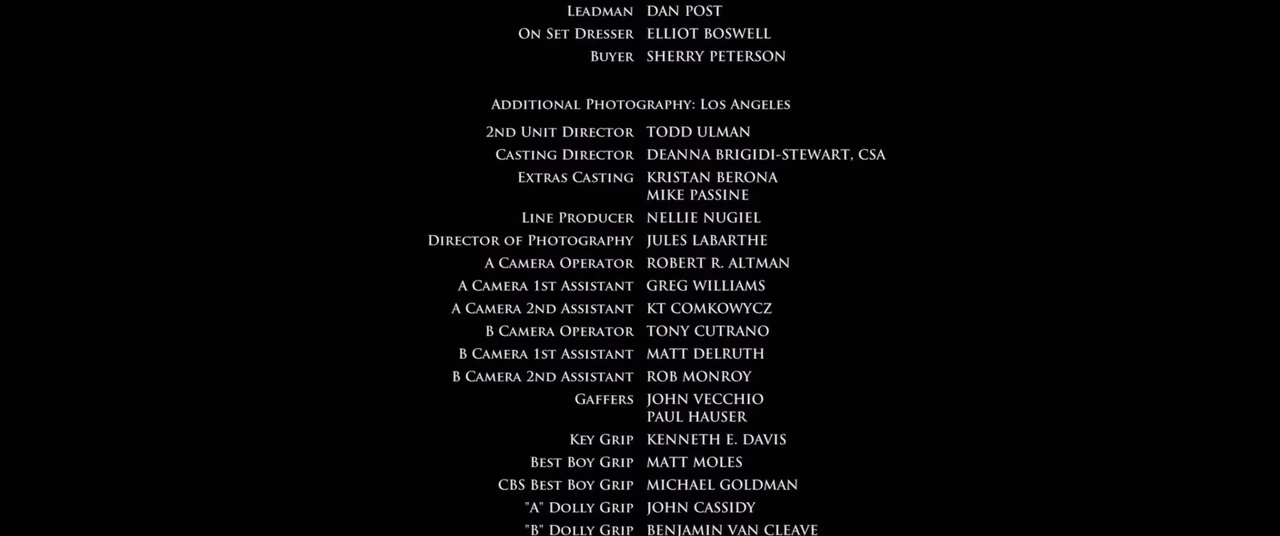 Leadman DAN POST
On Set Dresser ELLIOT BOSWELL
Buyer SHERRY PETERSON
Additional Photography: Los Angeles
2nd Unit Director TODD ULMAN
Casting Director DEANNA BRIGIDI-STEWART, CSA
Extras Casting KRISTAN BERONA
MIKE PASSINE
Line Producer NELLIE NUGIEL
Director of Photography JULES LABARTHE
A Camera Operator ROBERT R. ALTMAN
A Camera 1st Assistant GREG WILLIAMS
A Camera 2nd Assistant KT COMKOWYCZ
B Camera Operator TONY CUTRANO
B Camera 1st Assistant MATT DELRUTH
B Camera 2nd Assistant ROB MONROY
Gaffers JOHN VECCHIO
PAUL HAUSER
Key Grip KENNETH E. DAVIS
Best Boy Grip MATT MOLES
CBS Best Boy Grip MICHAEL GOLDMAN
"A" Dolly Grip JOHN CASSIDY
"B" Dolly Grip BENJAMIN VAN CLEAVE